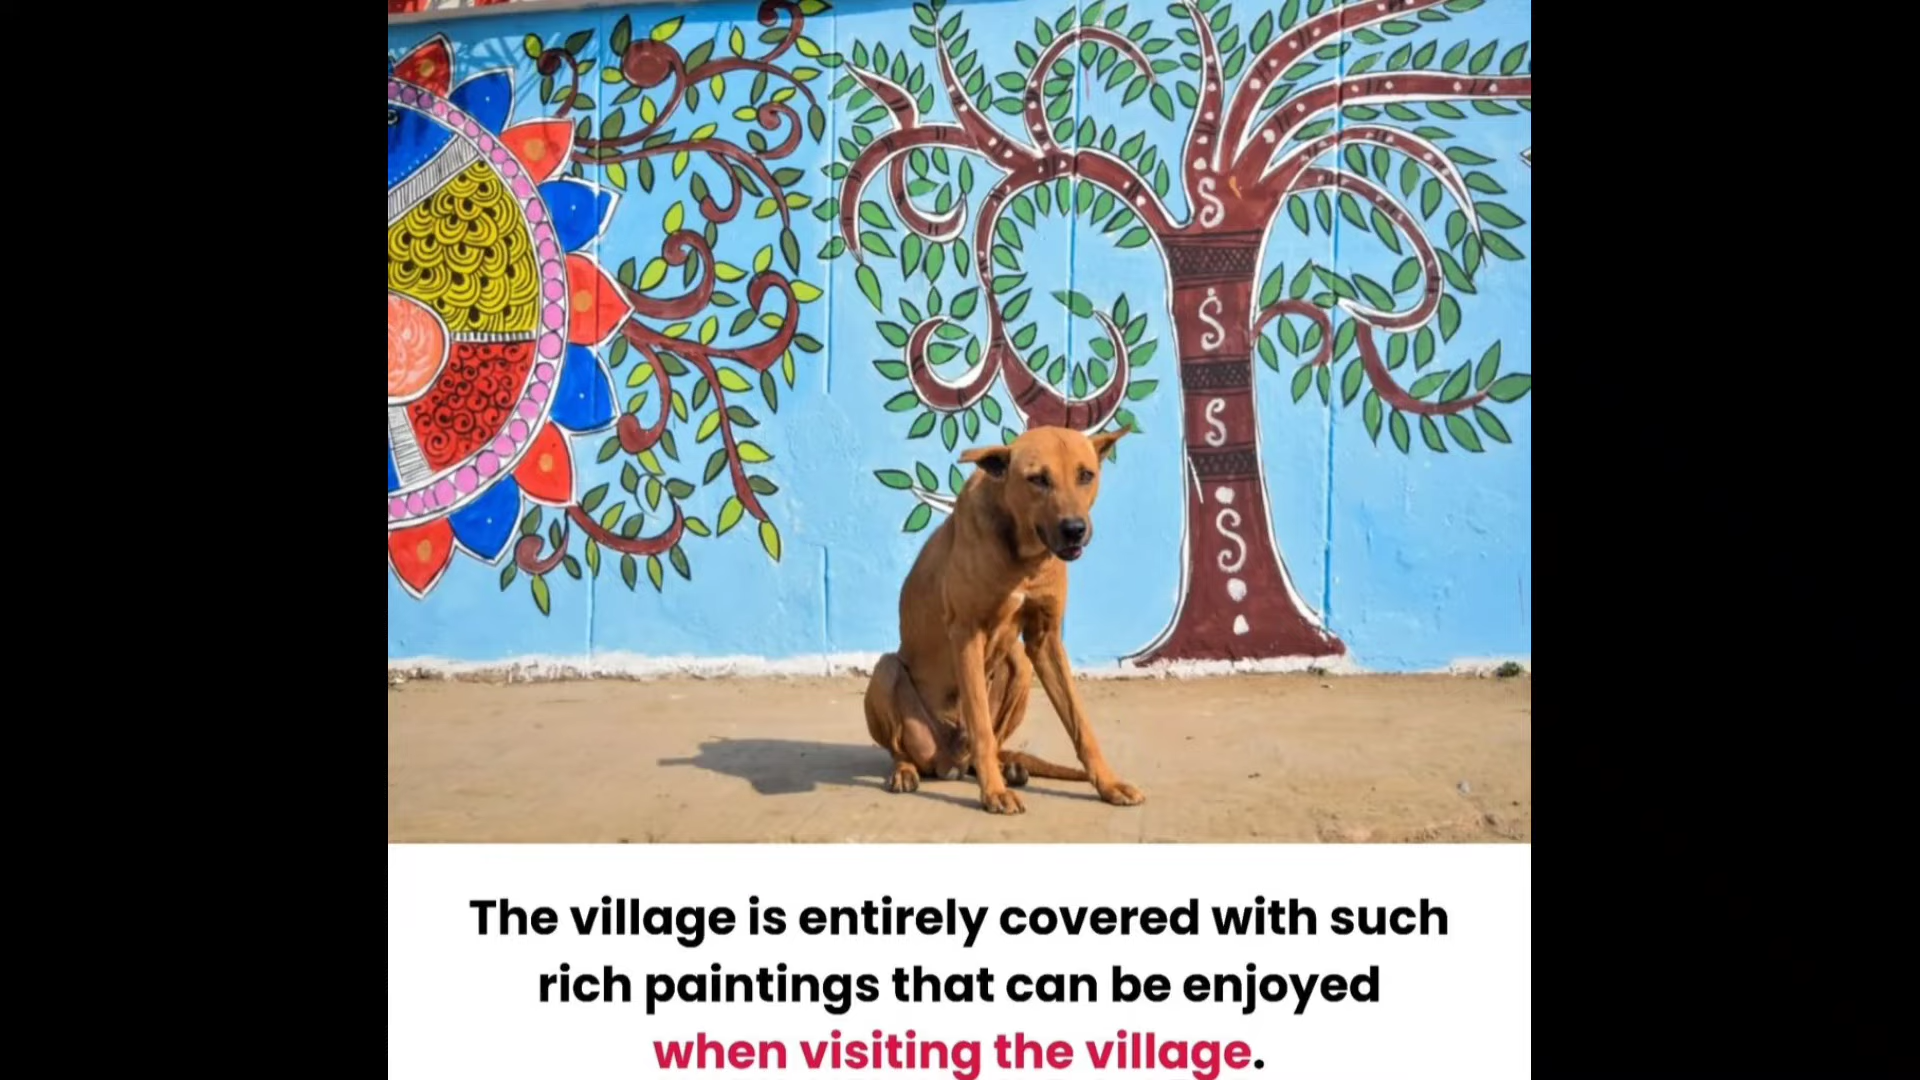 The village is entirely covered with such
rich paintings that can be enjoyed
when visiting the village.